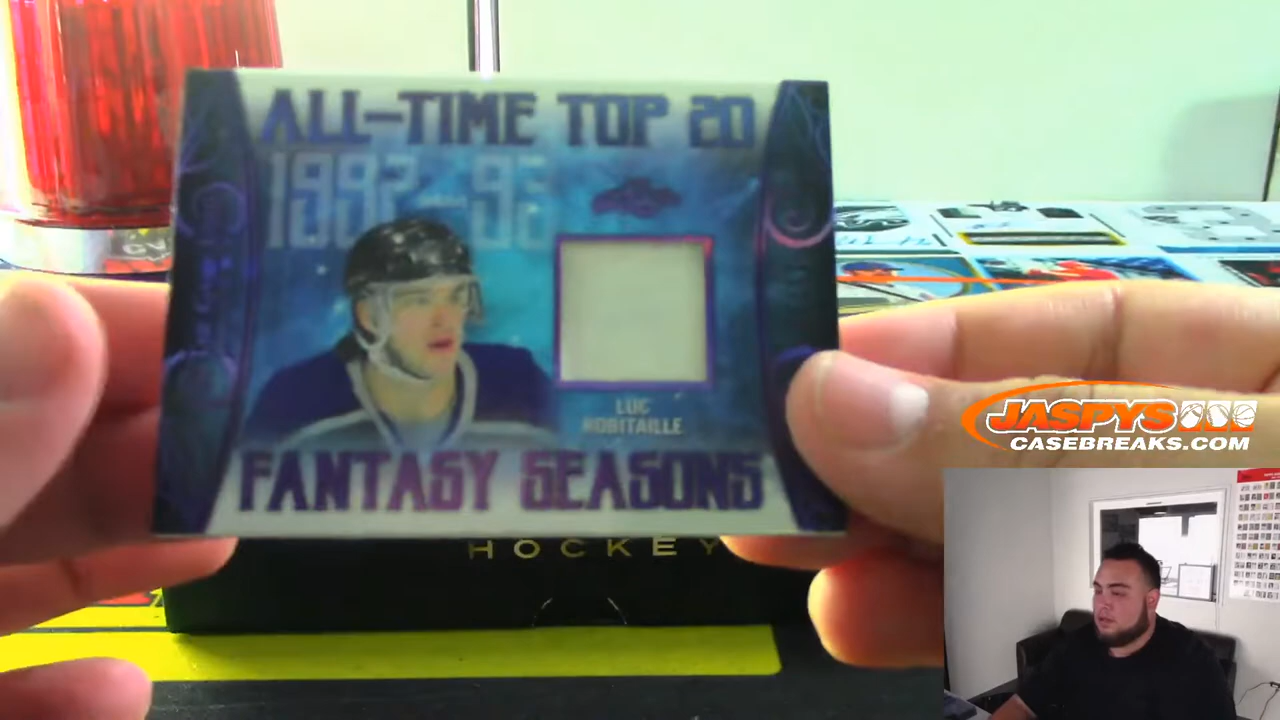 ALL-TIME TOP 20
1992-93
LUC
ROBITAILLE
FANTASY SEASONS
HOCKEY
JASPYS
CASEBREAKS.COM